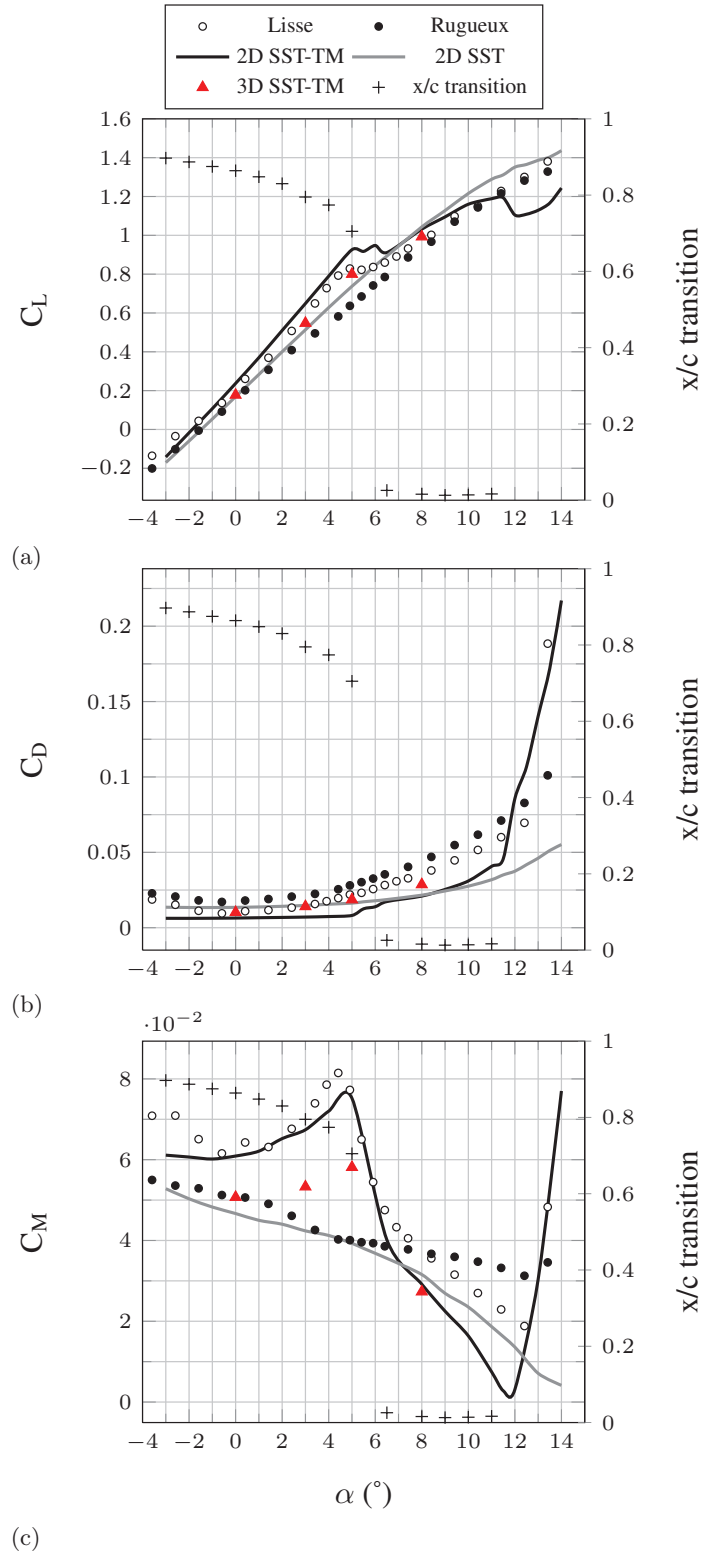 Lisse Rugueux
2D SST-TM 2D SST
3D SST-TM x/c transition
1.6 1
1.4
1.2 0.8
1
0.8 0.6
0.6
0.4 0.4
0.2
0 0.2
−0.2
0
−4 −2 0 2 4 6 8 10 12 14
C_L
x/c transition
(a)
1
0.2 0.8
0.15 0.6
0.1 0.4
0.05 0.2
0
0
−4 −2 0 2 4 6 8 10 12 14
C_D
x/c transition
(b)
·10⁻²
1
8 0.8
6 0.6
4 0.4
2 0.2
0
0
−4 −2 0 2 4 6 8 10 12 14
C_M
x/c transition
α (°)
(c)